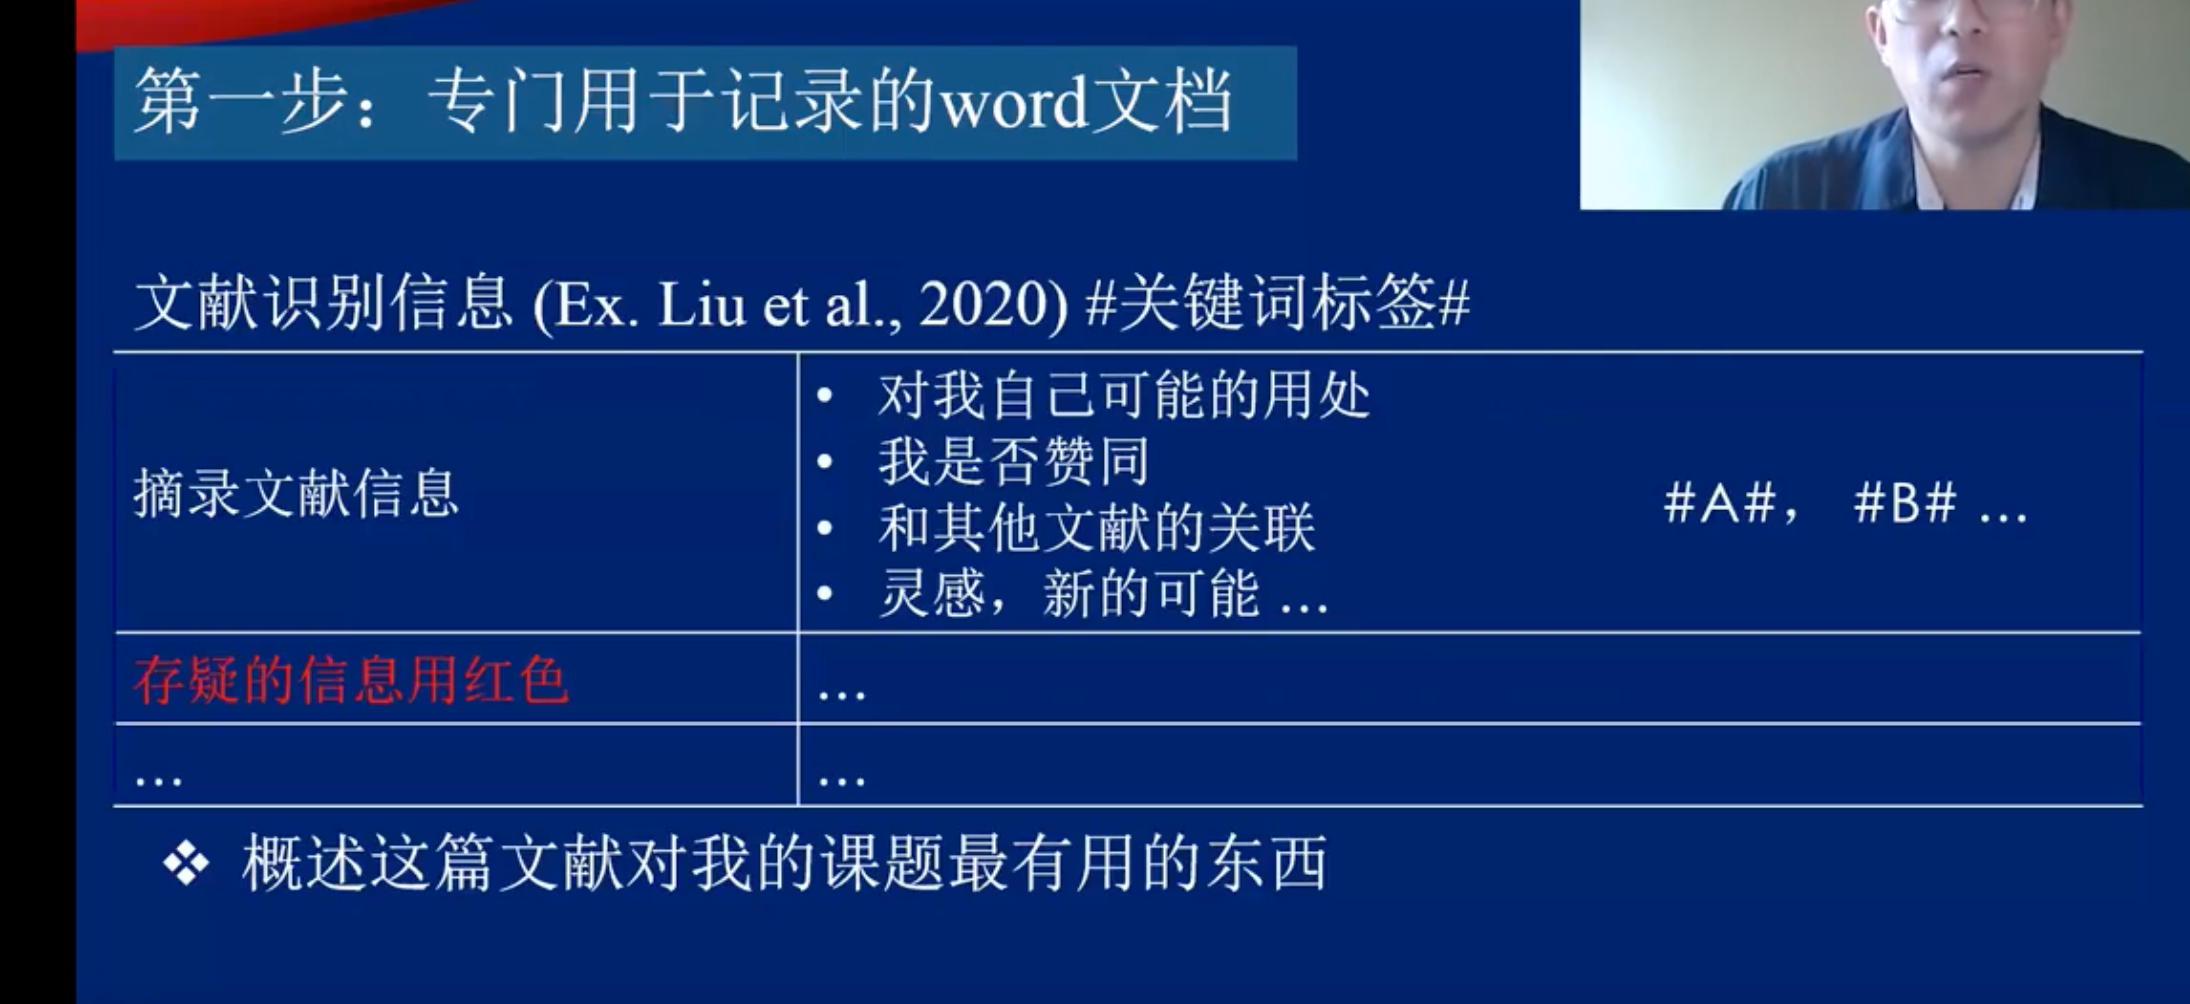 第一步： 专门用于记录的word文档
文献识别信息 (Ex. Liu et al., 2020) #关键词标签#
摘录文献信息
• 对我自己可能的用处
• 我是否赞同
• 和其他文献的关联
• 灵感，新的可能 …
#A#， #B# …
存疑的信息用红色
…
…
…
❖ 概述这篇文献对我的课题最有用的东西